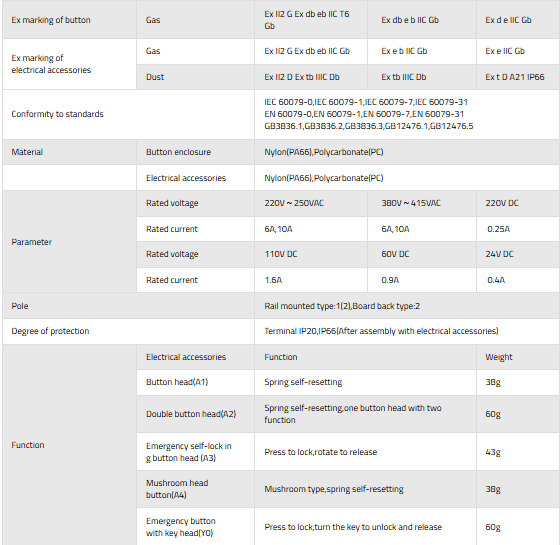 Ex marking of button Gas Ex II2 G Ex db eb IIC T6 Gb Ex db e b IIC Gb Ex d e IIC Gb
Ex marking of electrical accessories Gas Ex II2 G Ex db eb IIC Gb Ex e b IIC Gb Ex e IIC Gb
Dust Ex II2 D Ex tb IIIC Db Ex tb IIIC Db Ex t D A21 IP66
Conformity to standards
IEC 60079-0,IEC 60079-1,IEC 60079-7,IEC 60079-31
EN 60079-0,EN 60079-1,EN 60079-7,EN 60079-31
GB3836.1,GB3836.2,GB3836.3,GB12476.1,GB12476.5
Material Button enclosure Nylon(PA66),Polycarbonate(PC)
Electrical accessories Nylon(PA66),Polycarbonate(PC)
Parameter
Rated voltage 220V ~ 250VAC 380V ~ 415VAC 220V DC
Rated current 6A,10A 6A,10A 0.25A
Rated voltage 110V DC 60V DC 24V DC
Rated current 1.6A 0.9A 0.4A
Pole Rail mounted type:1(2),Board back type:2
Degree of protection Terminal IP20,IP66(After assembly with electrical accessories)
Function
Electrical accessories Function Weight
Button head(A1) Spring self-resetting 38g
Double button head(A2) Spring self-resetting,one button head with two function 60g
Emergency self-lock in g button head (A3) Press to lock,rotate to release 43g
Mushroom head button(A4) Mushroom type,spring self-resetting 38g
Emergency button with key head(Y0) Press to lock,turn the key to unlock and release 60g